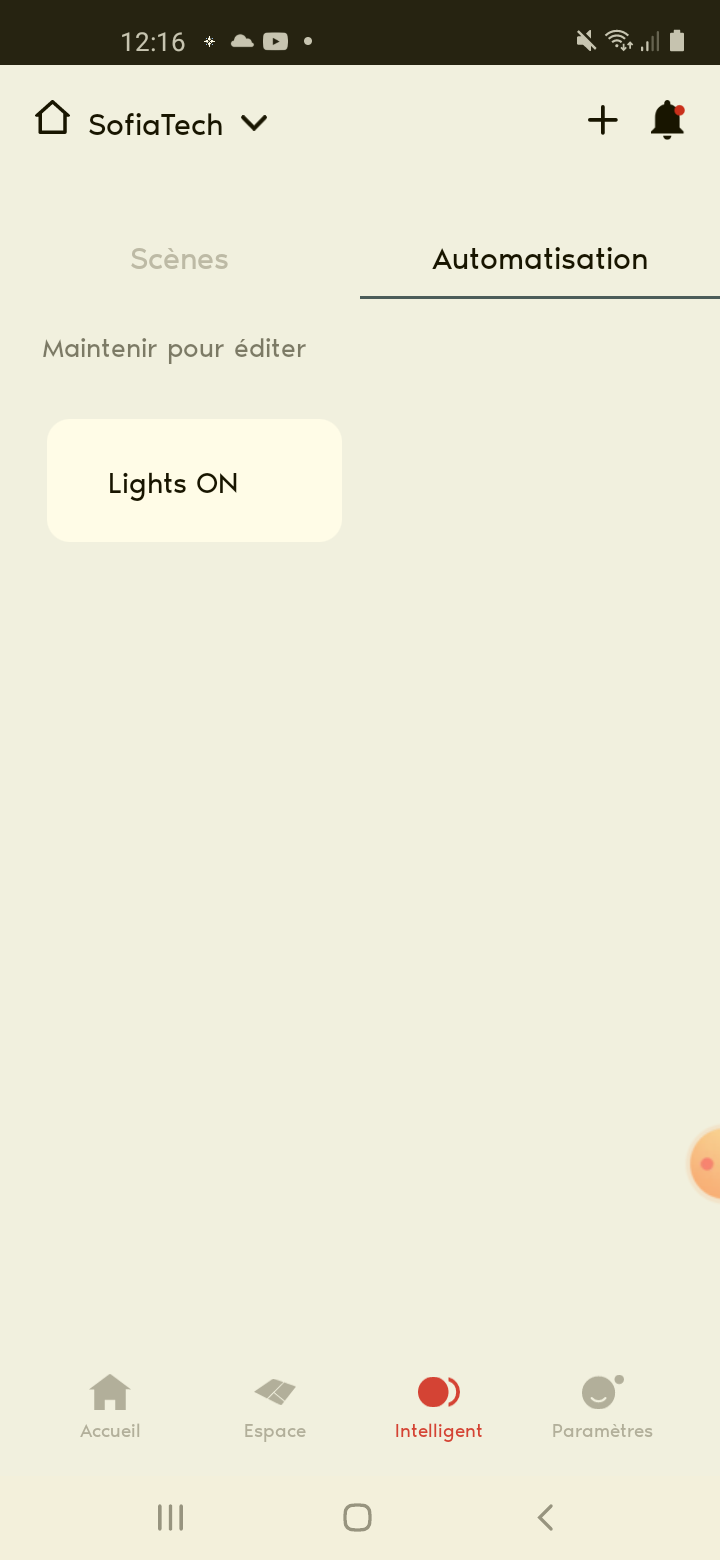 12:16
SofiaTech
Scènes
Automatisation
Maintenir pour éditer
Lights ON
Accueil
Espace
Intelligent
Paramètres